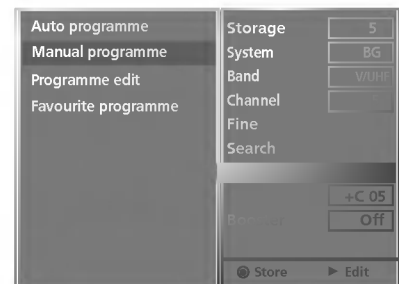 Auto programme
Manual programme
Programme edit
Favourite programme
Storage 5
System BG
Band V/UHF
Channel
Fine
Search
+C 05
Booster Off
Store ▶ Edit